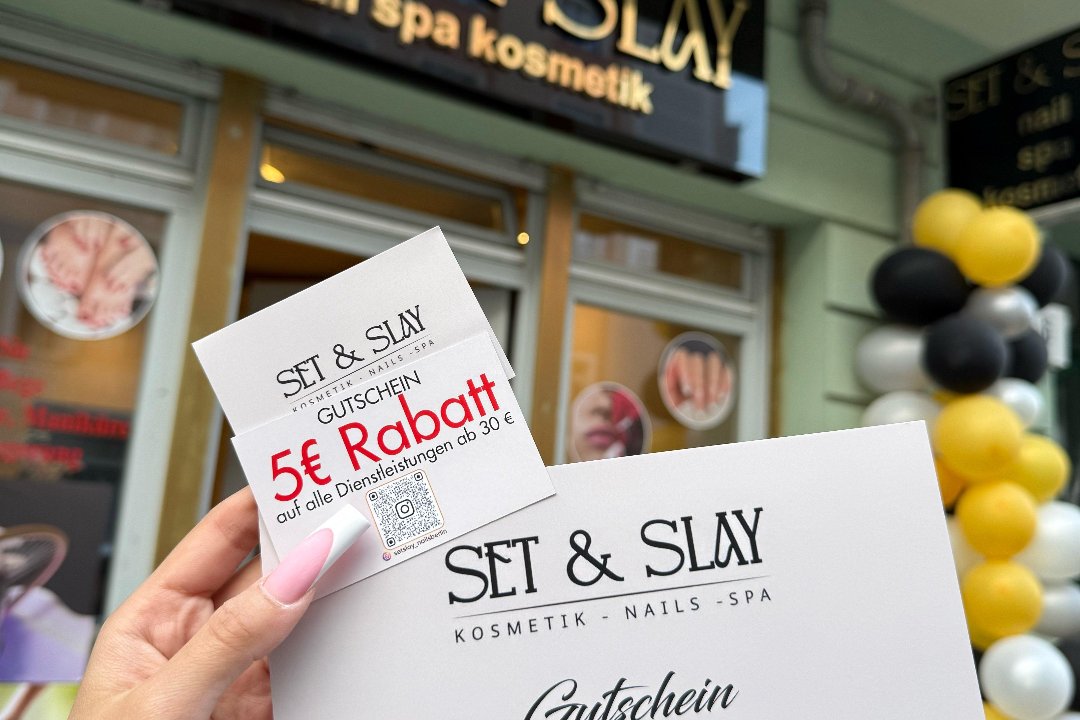 SLAY
spa kosmetik
SET &
nail
spa
kosmetik
SET & SLAY
KOSMETIK - NAILS - SPA
GUTSCHEIN
5€ Rabatt
auf alle Dienstleistungen ab 30 €
setslay_nailsberlin
SET & SLAY
KOSMETIK - NAILS -SPA
Gutschein